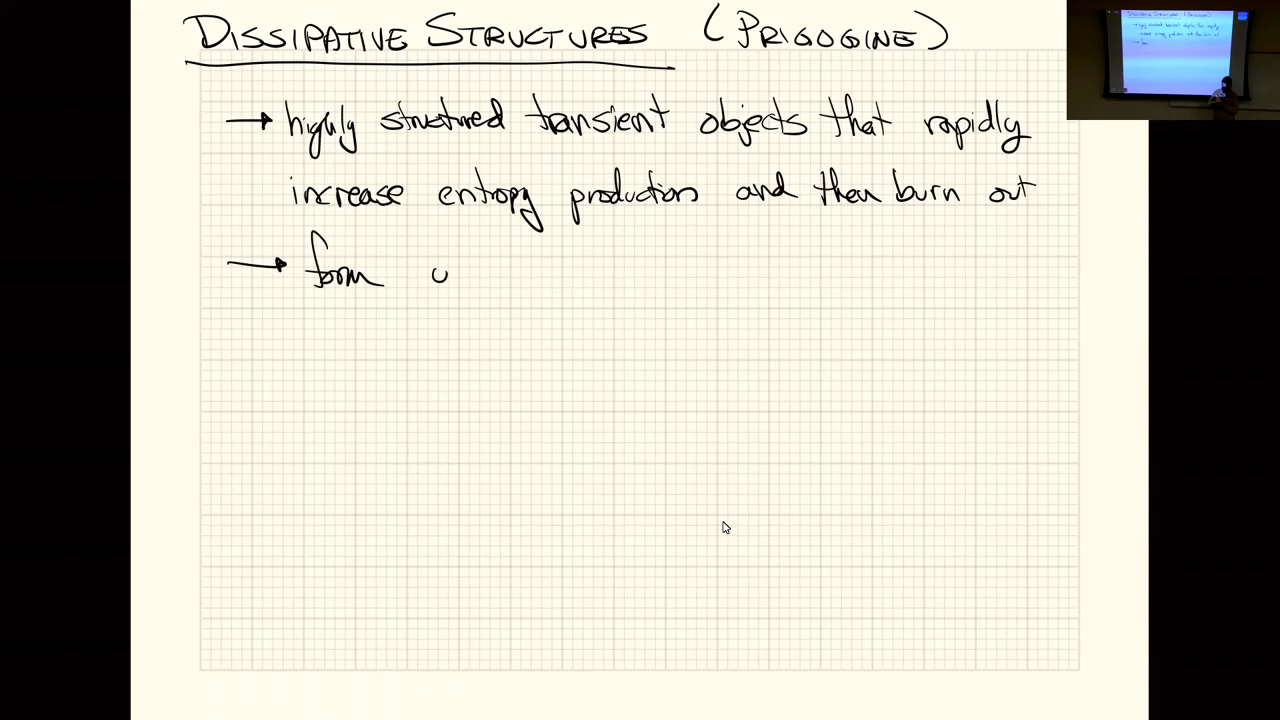 DISSIPATIVE STRUCTURES (PRIGOGINE)
→ highly structured transient objects that rapidly
increase entropy production and then burn out
→ form